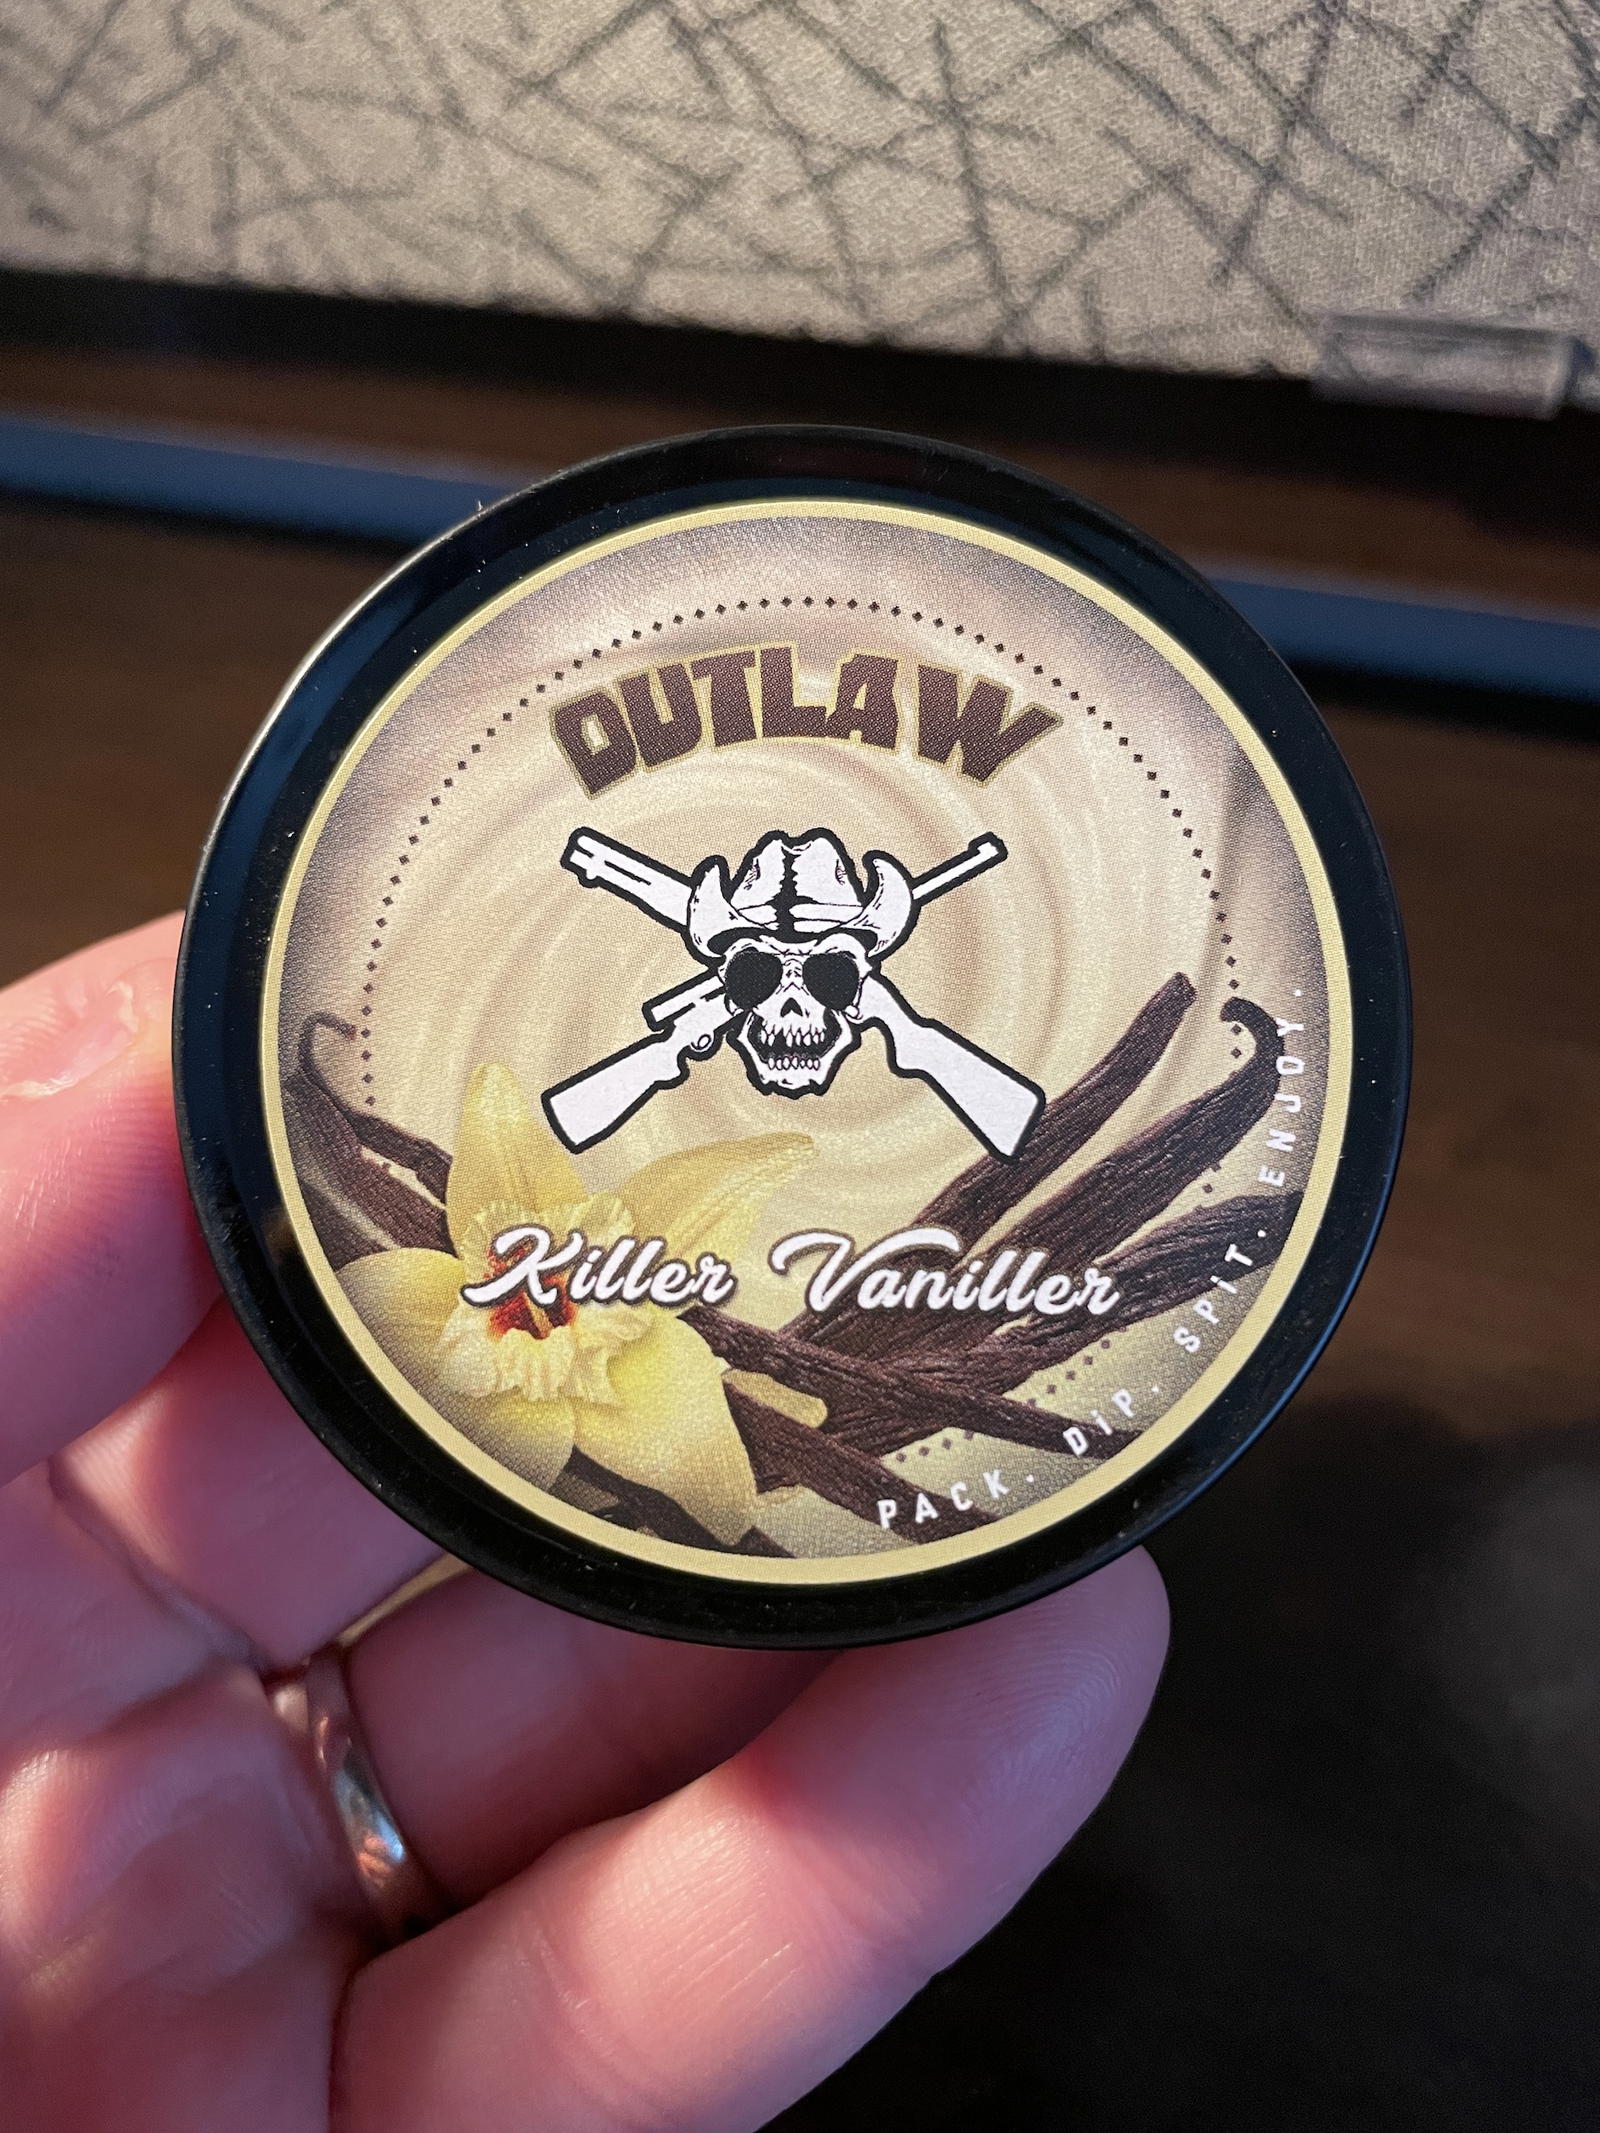 OUTLAW
Killer Vaniller
PACK. DiP. SPiT. ENJOY.